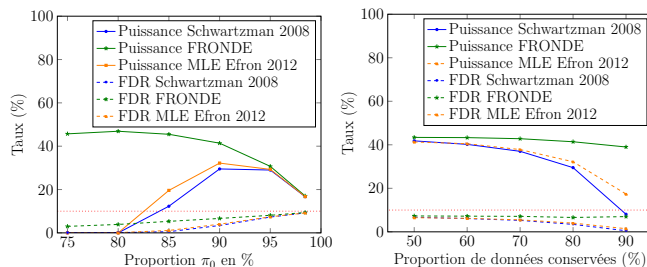 100
80
60
40
20
0
Taux (%)
Puissance Schwartzman 2008
Puissance FRONDE
Puissance MLE Efron 2012
FDR Schwartzman 2008
FDR FRONDE
FDR MLE Efron 2012
75 80 85 90 95 100
Proportion π₀ en %
100
80
60
40
20
0
Taux (%)
Puissance Schwartzman 2008
Puissance FRONDE
Puissance MLE Efron 2012
FDR Schwartzman 2008
FDR FRONDE
FDR MLE Efron 2012
50 60 70 80 90
Proportion de données conservées (%)